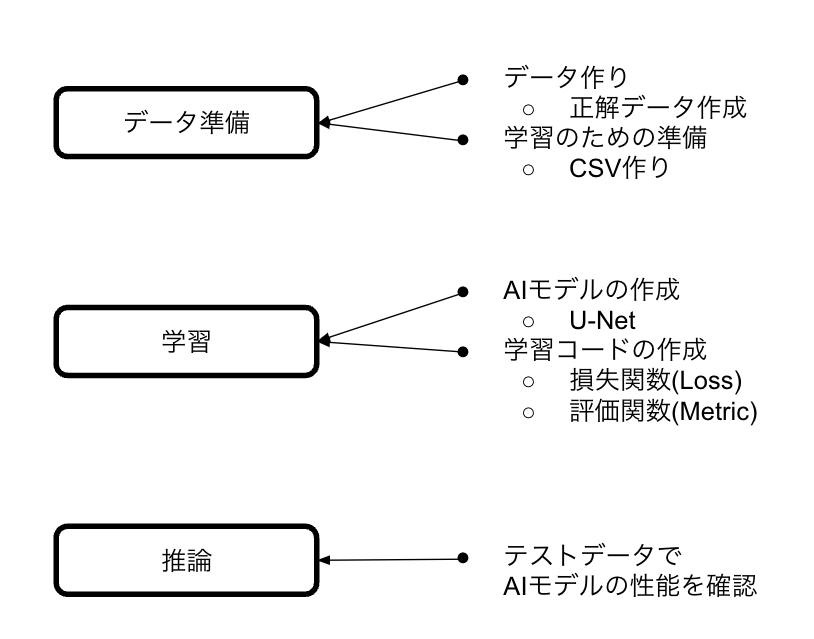 データ準備
データ作り
正解データ作成
学習のための準備
CSV作り
学習
AIモデルの作成
U-Net
学習コードの作成
損失関数(Loss)
評価関数(Metric)
推論
テストデータで
AIモデルの性能を確認